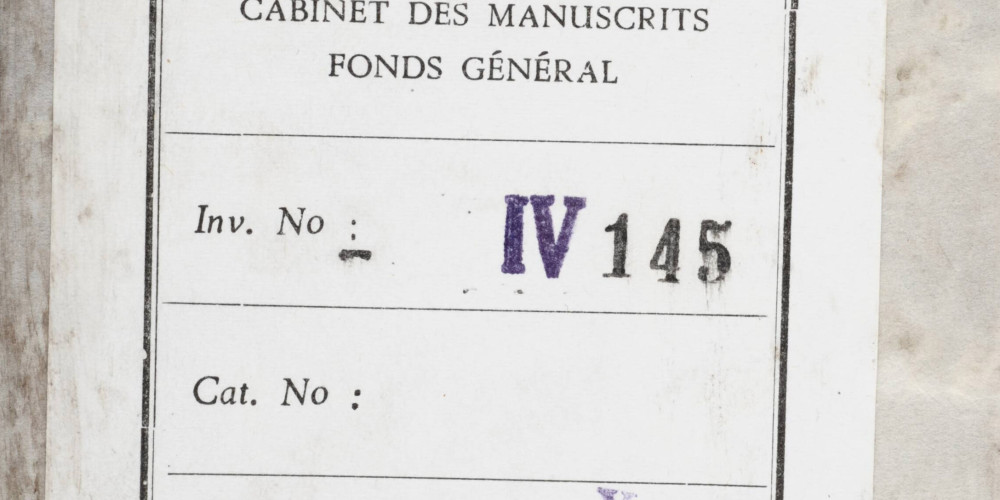 CABINET DES MANUSCRITS
FONDS GÉNÉRAL
Inv. No : IV 145
Cat. No :